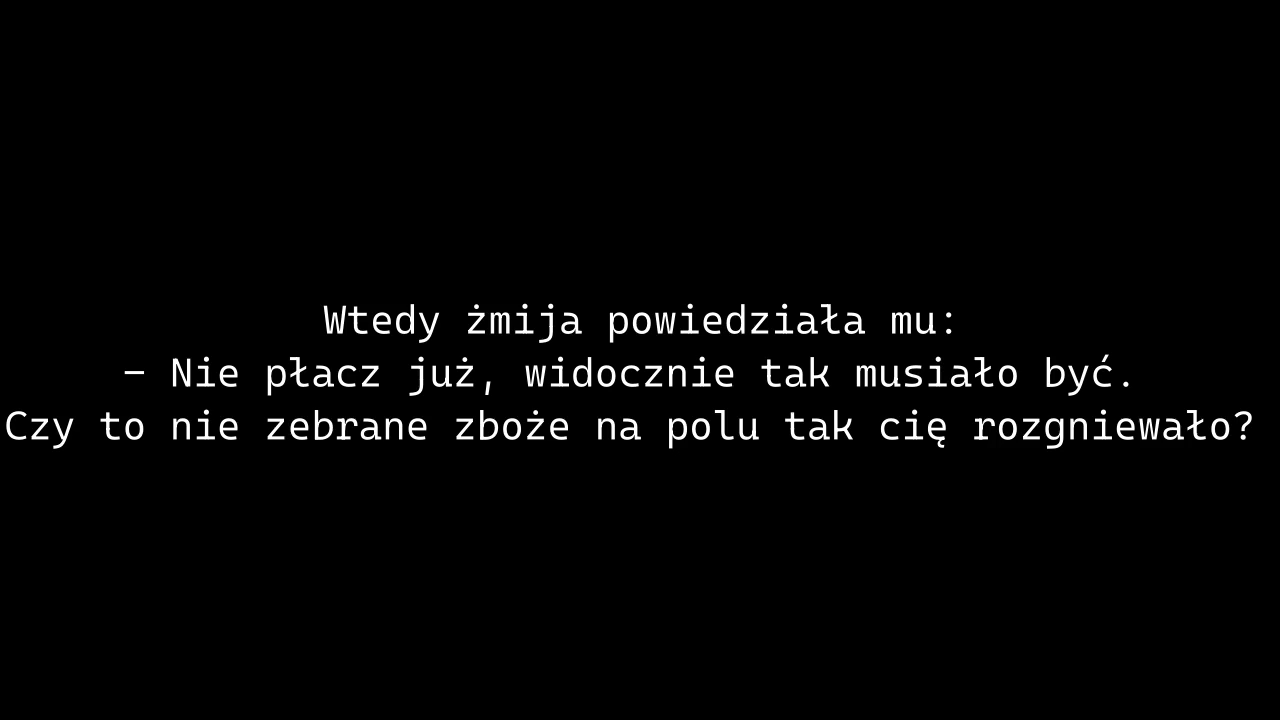 Wtedy żmija powiedziała mu:
– Nie płacz już, widocznie tak musiało być.
Czy to nie zebrane zboże na polu tak cię rozgniewało?